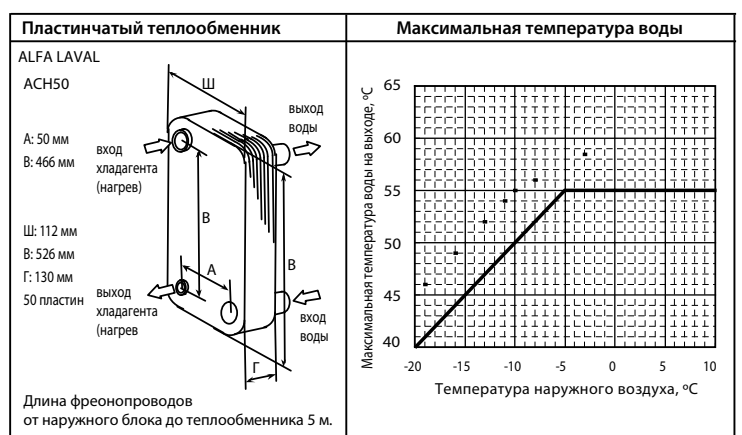 Пластинчатый теплообменник
Максимальная температура воды
ALFA LAVAL
ACH50
A: 50 мм
B: 466 мм
Ш: 112 мм
В: 526 мм
Г: 130 мм
50 пластин
Ш
выход
воды
вход
хладагента
(нагрев)
B
A
В
выход
хладагента
(нагрев
вход
воды
Г
Длина фреонопроводов
от наружного блока до теплообменника 5 м.
Максимальная температура воды на выходе, ºС
65
60
55
50
45
40
-20 -15 -10 -5 0 5 10
Температура наружного воздуха, ºС